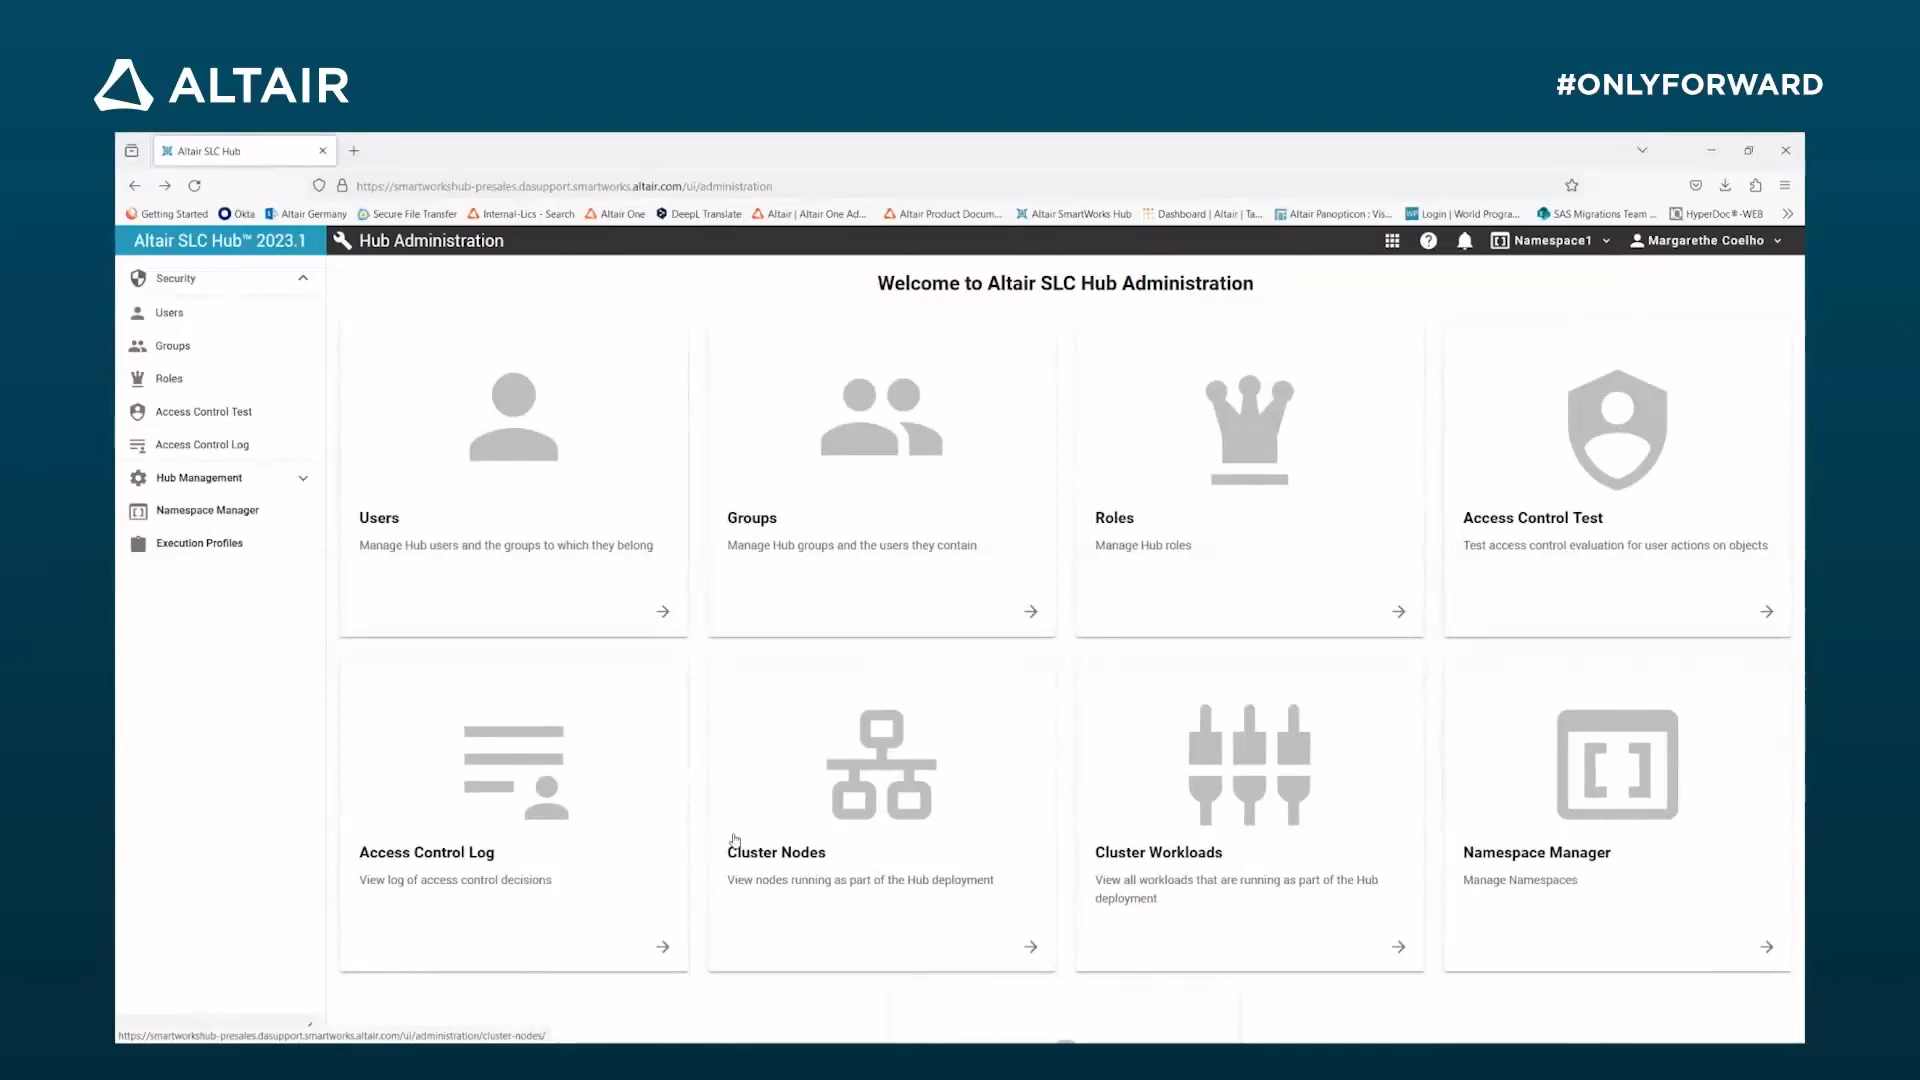 ALTAIR
#ONLYFORWARD
Altair SLC Hub
https://smartworkshub-presales.dasupport.smartworks.altair.com/ui/administration
Getting Started
Okta
Altair Germany
Secure File Transfer
Internal-Lics - Search
Altair One
DeepL Translate
Altair | Altair One Ad...
Altair Product Docum...
Altair SmartWorks Hub
Dashboard | Altair | Ta...
Altair Panopticon : Vis...
Login | World Progra...
SAS Migrations Team ...
HyperDoc®-WEB
Altair SLC Hub™ 2023.1
Hub Administration
Namespace1
Margarethe Coelho
Security
Users
Groups
Roles
Access Control Test
Access Control Log
Hub Management
Namespace Manager
Execution Profiles
Welcome to Altair SLC Hub Administration
Users
Manage Hub users and the groups to which they belong
Groups
Manage Hub groups and the users they contain
Roles
Manage Hub roles
Access Control Test
Test access control evaluation for user actions on objects
Access Control Log
View log of access control decisions
Cluster Nodes
View nodes running as part of the Hub deployment
Cluster Workloads
View all workloads that are running as part of the Hub
deployment
Namespace Manager
Manage Namespaces
https://smartworkshub-presales.dasupport.smartworks.altair.com/ui/administration/cluster-nodes/